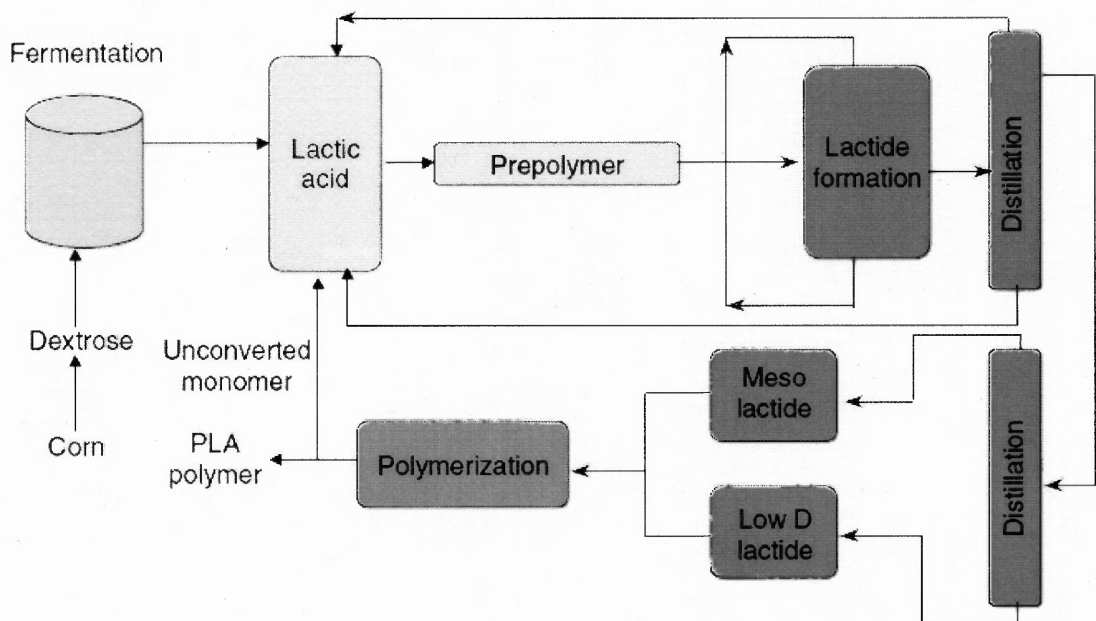 Fermentation
Lactic
acid
Prepolymer
Lactide
formation
Distillation
Dextrose
Corn
Unconverted
monomer
PLA
polymer
Polymerization
Meso
lactide
Low D
lactide
Distillation